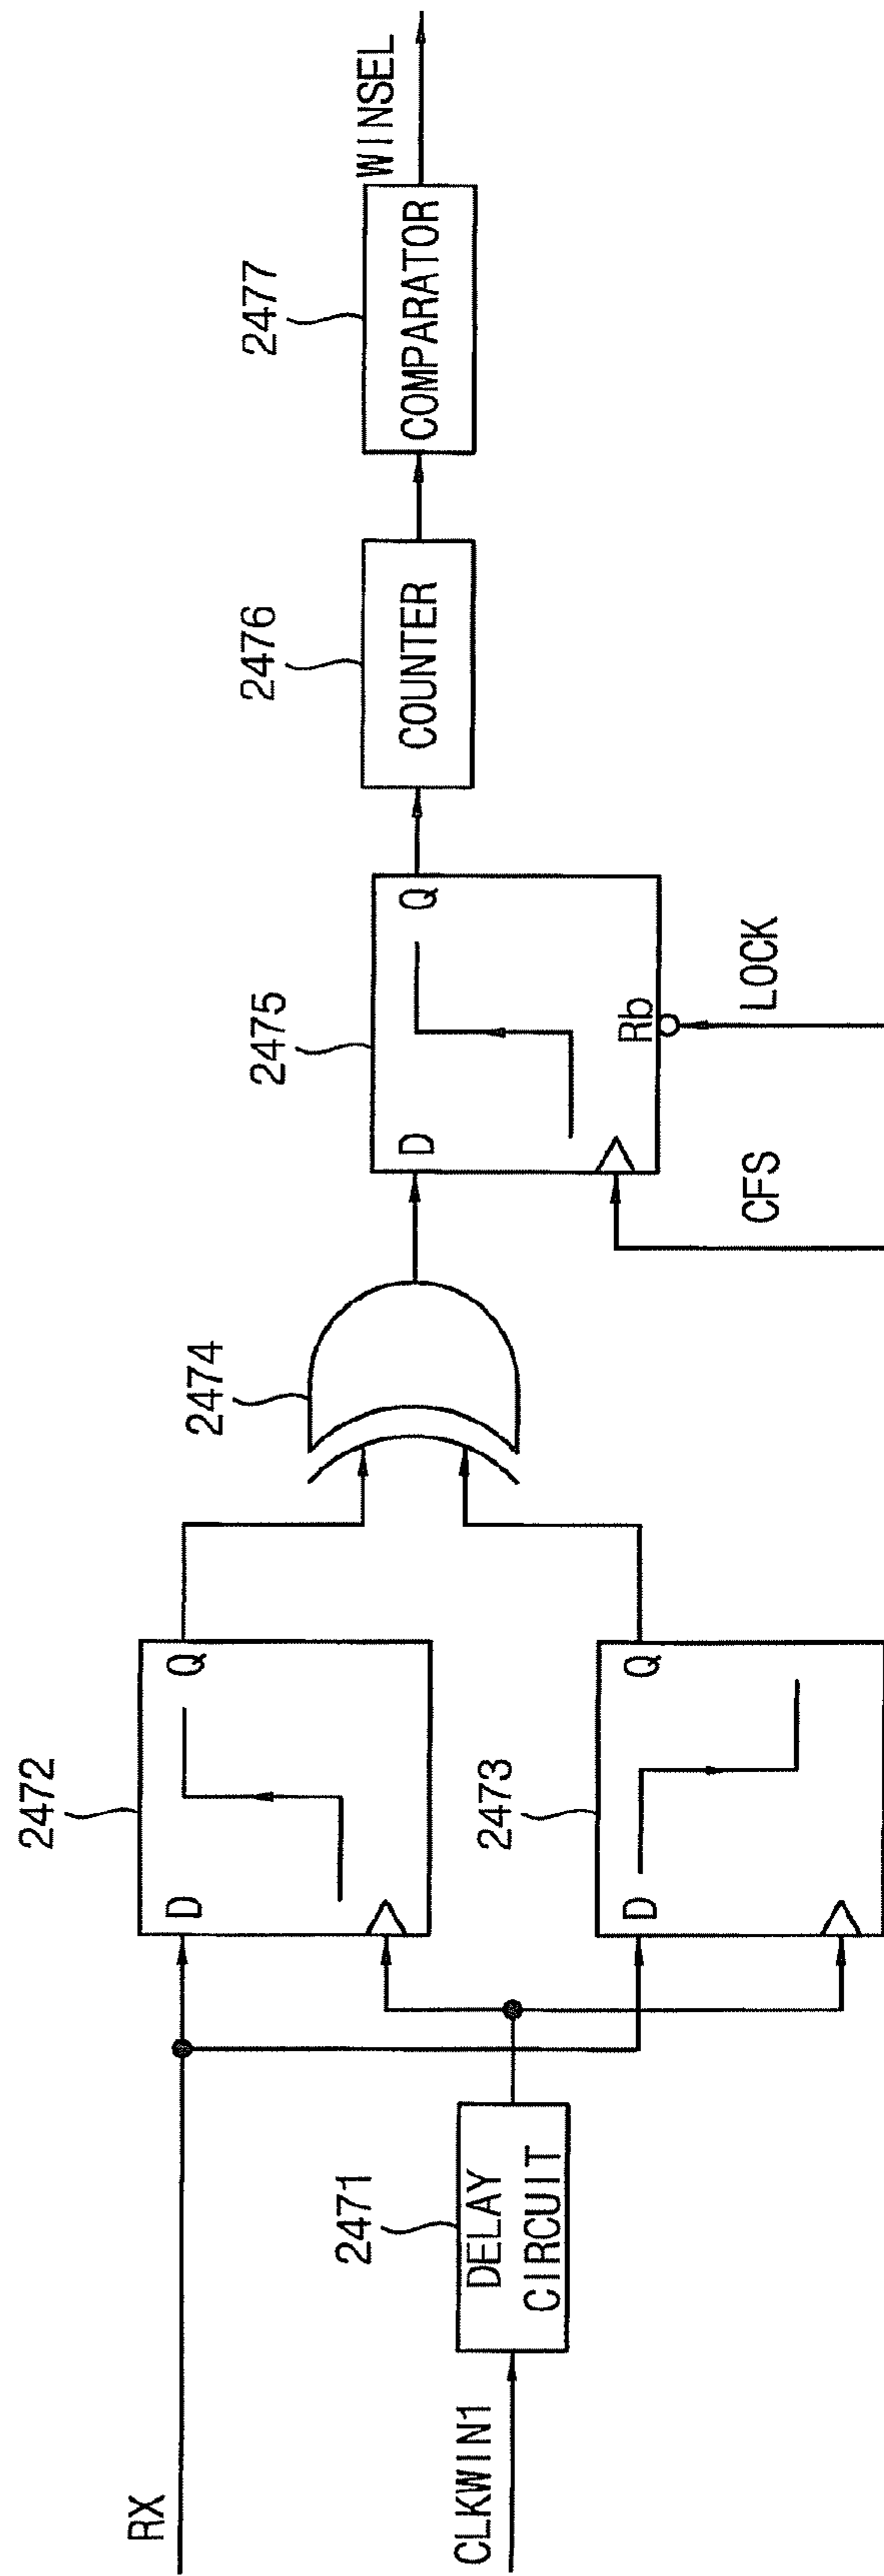 RX
CLKWIN1
2471
DELAY
CIRCUIT
2472
D
Q
2473
D
Q
2474
2475
D
Q
Rb
CFS
LOCK
2476
COUNTER
2477
COMPARATOR
WINSEL